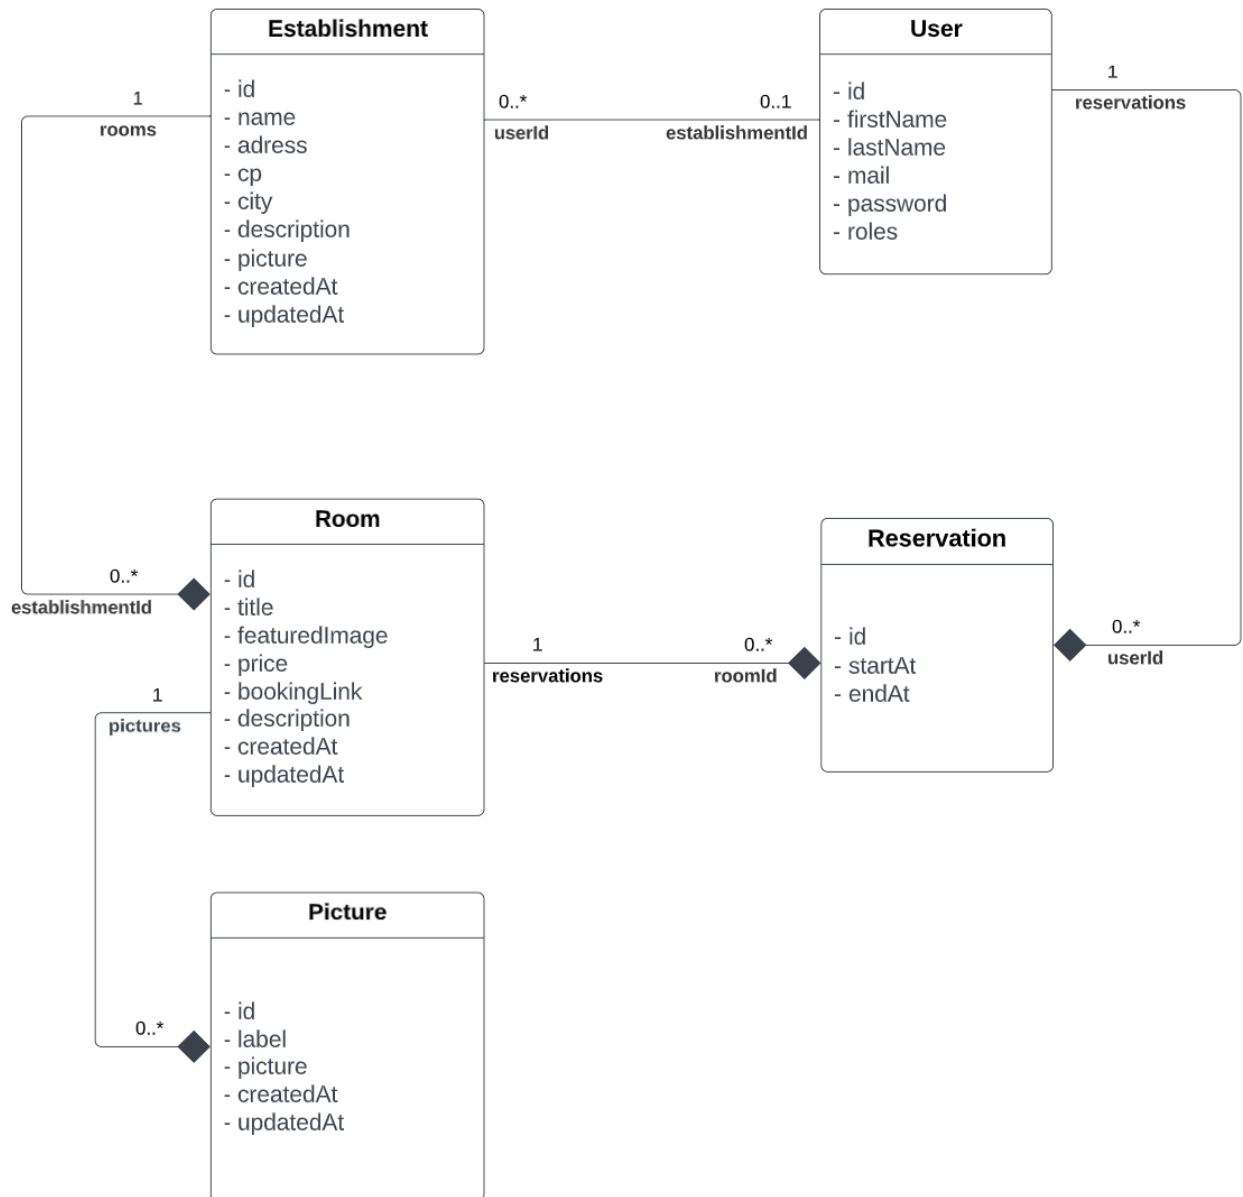 Establishment
- id
- name
- adress
- cp
- city
- description
- picture
- createdAt
- updatedAt
User
- id
- firstName
- lastName
- mail
- password
- roles
1
rooms
0..*
userId
0..1
establishmentId
1
reservations
Room
- id
- title
- featuredImage
- price
- bookingLink
- description
- createdAt
- updatedAt
0..*
establishmentId
1
pictures
1
reservations
0..*
roomId
Reservation
- id
- startAt
- endAt
0..*
userId
Picture
- id
- label
- picture
- createdAt
- updatedAt
0..*